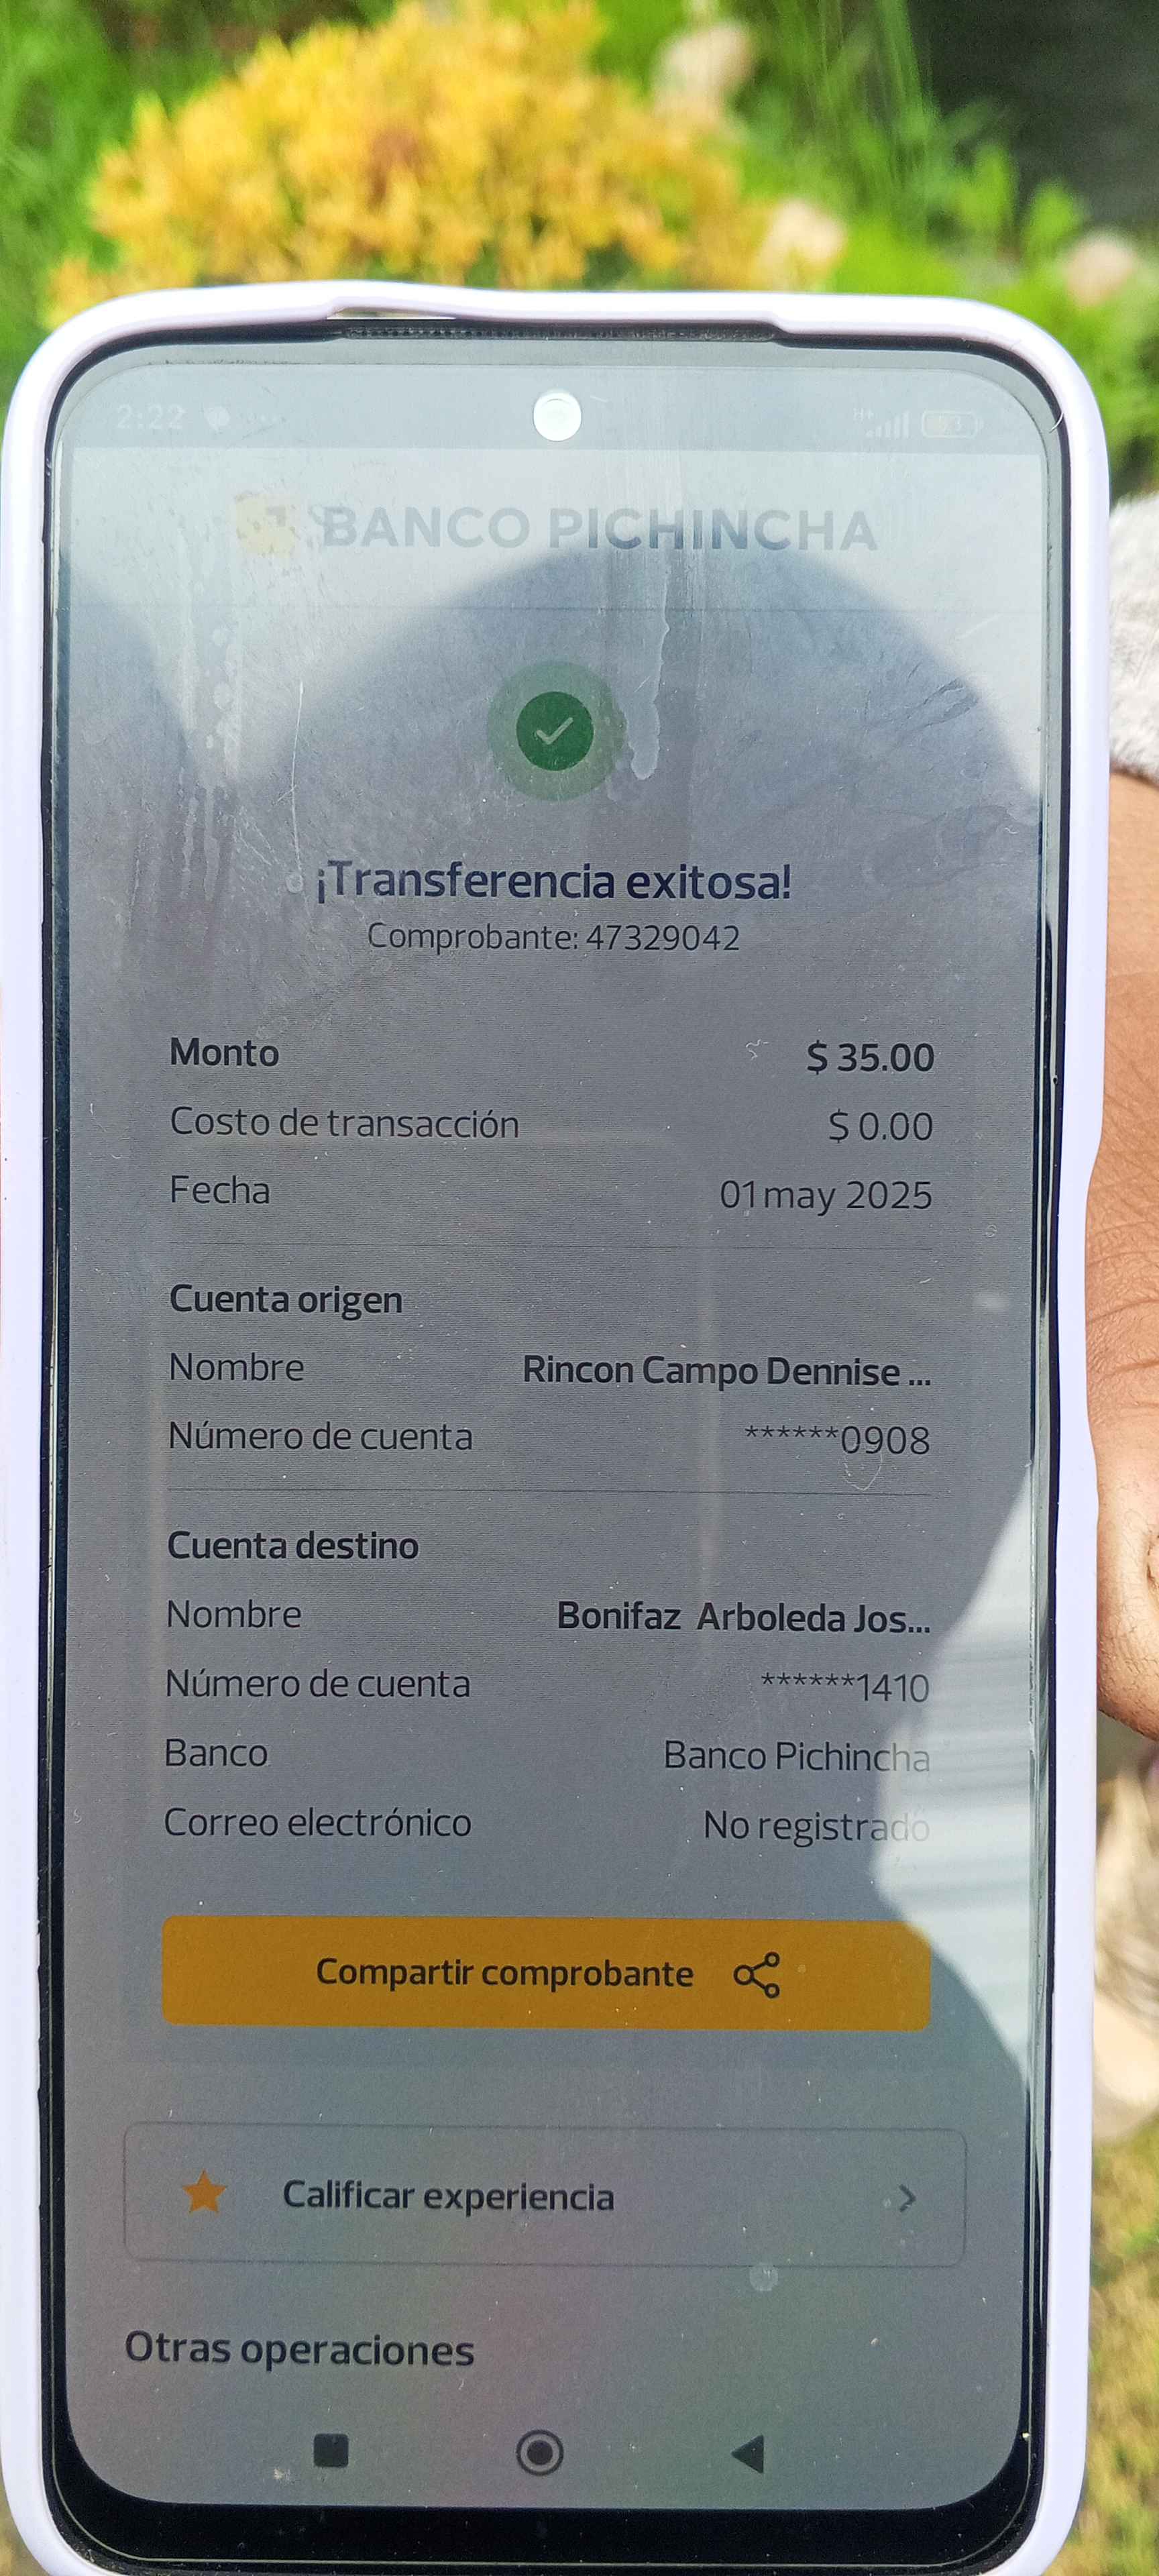 2:22
H+
BANCO PICHINCHA
¡Transferencia exitosa!
Comprobante: 47329042
Monto $ 35.00
Costo de transacción $ 0.00
Fecha 01 may 2025
Cuenta origen
Nombre Rincon Campo Dennise ...
Número de cuenta ******0908
Cuenta destino
Nombre Bonifaz Arboleda Jos...
Número de cuenta ******1410
Banco Banco Pichincha
Correo electrónico No registrado
Compartir comprobante
Calificar experiencia
Otras operaciones